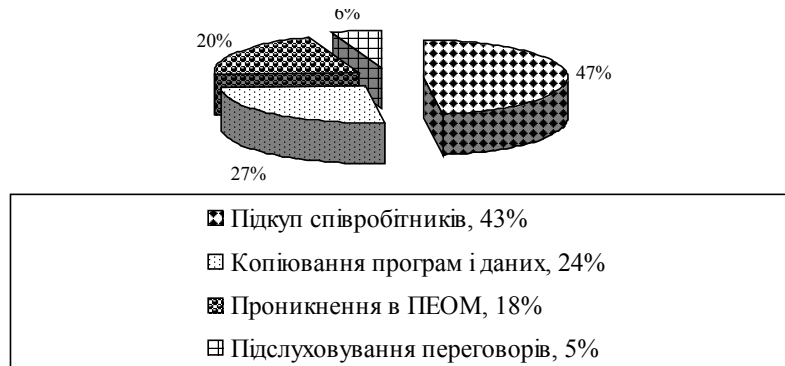 6%
20%
47%
27%
Підкуп співробітників, 43%
Копіювання програм і даних, 24%
Проникнення в ПЕОМ, 18%
Підслуховування переговорів, 5%